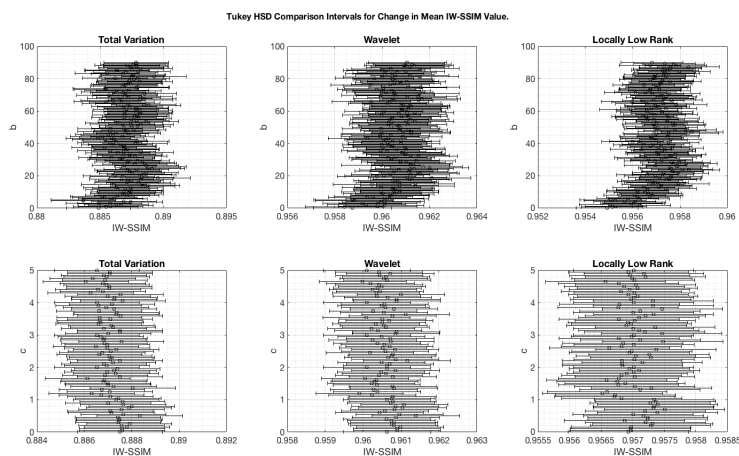 Tukey HSD Comparison Intervals for Change in Mean IW-SSIM Value.
Total Variation
Wavelet
Locally Low Rank
100
80
60
40
20
0
b
0.88 0.885 0.89 0.895
IW-SSIM
100
80
60
40
20
0
b
0.956 0.958 0.96 0.962 0.964
IW-SSIM
100
80
60
40
20
0
b
0.952 0.954 0.956 0.958 0.96
IW-SSIM
Total Variation
Wavelet
Locally Low Rank
5
4
3
2
1
0
c
0.884 0.886 0.888 0.89 0.892
IW-SSIM
5
4
3
2
1
0
c
0.958 0.959 0.96 0.961 0.962 0.963
IW-SSIM
5
4
3
2
1
0
c
0.9555 0.956 0.9565 0.957 0.9575 0.958 0.9585
IW-SSIM